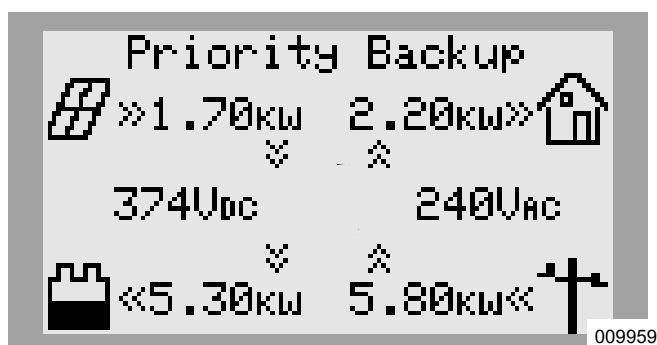 Priority Backup
»1.70kW 2.20kW»
374VDC 240VAC
«5.30kW 5.80kW«
009959